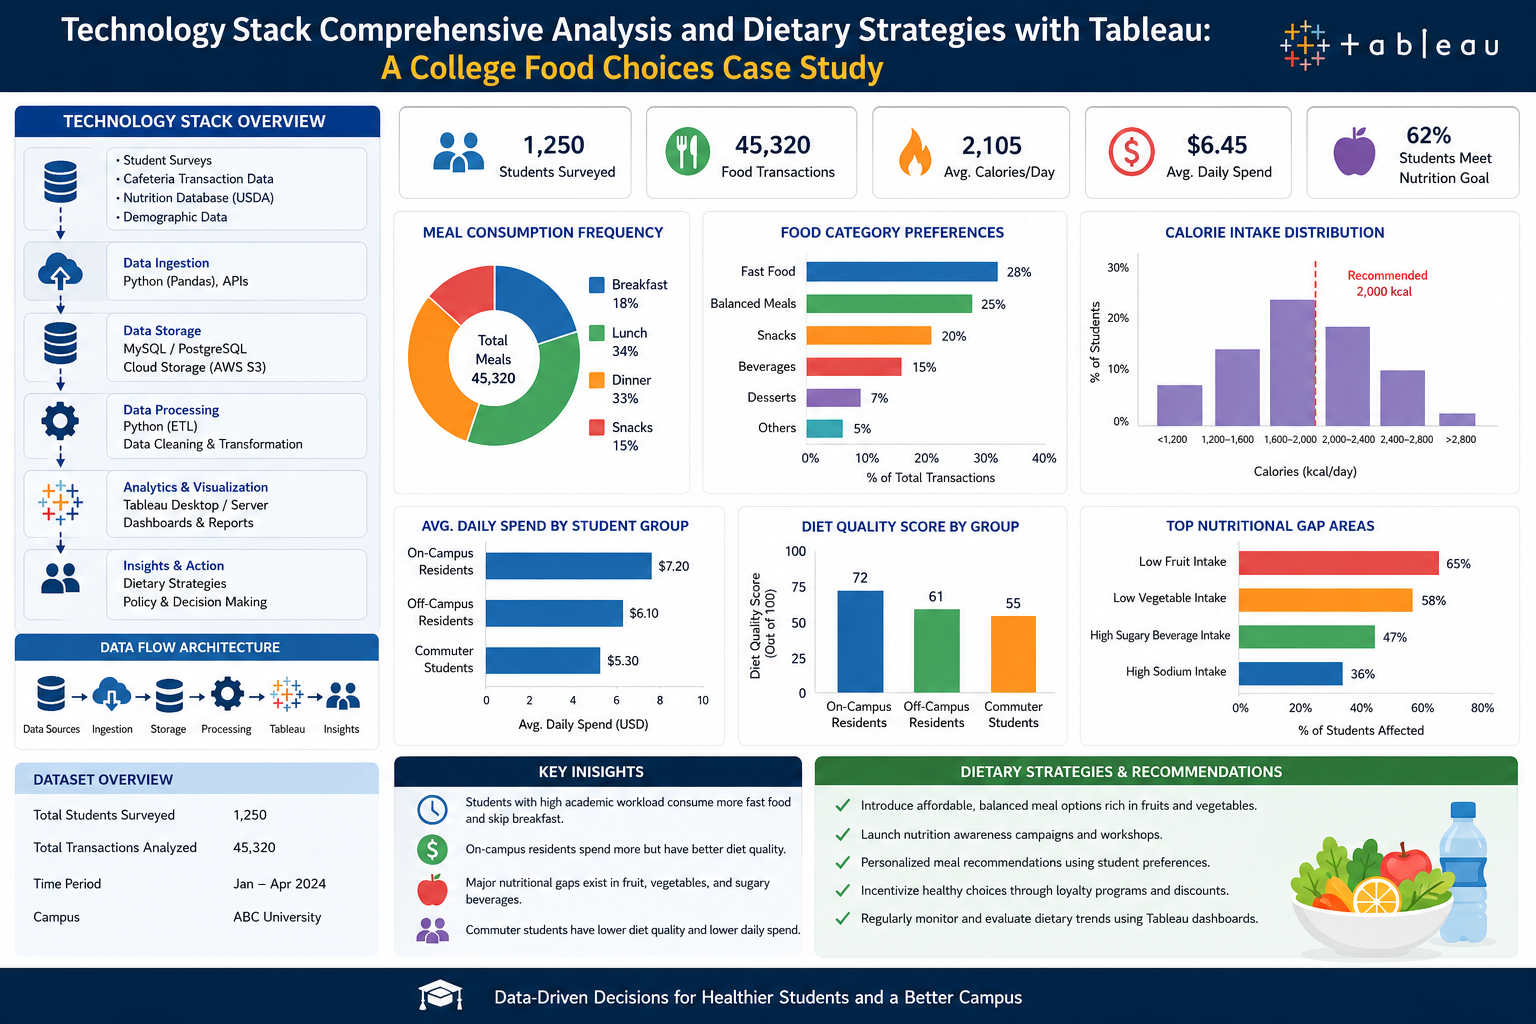 Technology Stack Comprehensive Analysis and Dietary Strategies with Tableau:
A College Food Choices Case Study
tableau
TECHNOLOGY STACK OVERVIEW
• Student Surveys
• Cafeteria Transaction Data
• Nutrition Database (USDA)
• Demographic Data
Data Ingestion
Python (Pandas), APIs
Data Storage
MySQL / PostgreSQL
Cloud Storage (AWS S3)
Data Processing
Python (ETL)
Data Cleaning & Transformation
Analytics & Visualization
Tableau Desktop / Server
Dashboards & Reports
Insights & Action
Dietary Strategies
Policy & Decision Making
DATA FLOW ARCHITECTURE
Data Sources Ingestion Storage Processing Tableau Insights
DATASET OVERVIEW
Total Students Surveyed 1,250
Total Transactions Analyzed 45,320
Time Period Jan – Apr 2024
Campus ABC University
1,250
Students Surveyed
45,320
Food Transactions
2,105
Avg. Calories/Day
$6.45
Avg. Daily Spend
62%
Students Meet
Nutrition Goal
MEAL CONSUMPTION FREQUENCY
Total
Meals
45,320
Breakfast
18%
Lunch
34%
Dinner
33%
Snacks
15%
FOOD CATEGORY PREFERENCES
Fast Food 28%
Balanced Meals 25%
Snacks 20%
Beverages 15%
Desserts 7%
Others 5%
0% 10% 20% 30% 40%
% of Total Transactions
CALORIE INTAKE DISTRIBUTION
% of Students
30%
20%
10%
0%
Recommended
2,000 kcal
<1,200 1,200–1,600 1,600–2,000 2,000–2,400 2,400–2,800 >2,800
Calories (kcal/day)
AVG. DAILY SPEND BY STUDENT GROUP
On-Campus
Residents
$7.20
Off-Campus
Residents
$6.10
Commuter
Students
$5.30
0 2 4 6 8 10
Avg. Daily Spend (USD)
DIET QUALITY SCORE BY GROUP
Diet Quality Score
(Out of 100)
100
75
50
25
0
72
61
55
On-Campus
Residents
Off-Campus
Residents
Commuter
Students
TOP NUTRITIONAL GAP AREAS
Low Fruit Intake 65%
Low Vegetable Intake 58%
High Sugary Beverage Intake 47%
High Sodium Intake 36%
0% 20% 40% 60% 80%
% of Students Affected
KEY INISIGHTS
Students with high academic workload consume more fast food
and skip breakfast.
On-campus residents spend more but have better diet quality.
Major nutritional gaps exist in fruit, vegetables, and sugary
beverages.
Commuter students have lower diet quality and lower daily spend.
DIETARY STRATEGIES & RECOMMENDATIONS
Introduce affordable, balanced meal options rich in fruits and vegetables.
Launch nutrition awareness campaigns and workshops.
Personalized meal recommendations using student preferences.
Incentivize healthy choices through loyalty programs and discounts.
Regularly monitor and evaluate dietary trends using Tableau dashboards.
Data-Driven Decisions for Healthier Students and a Better Campus